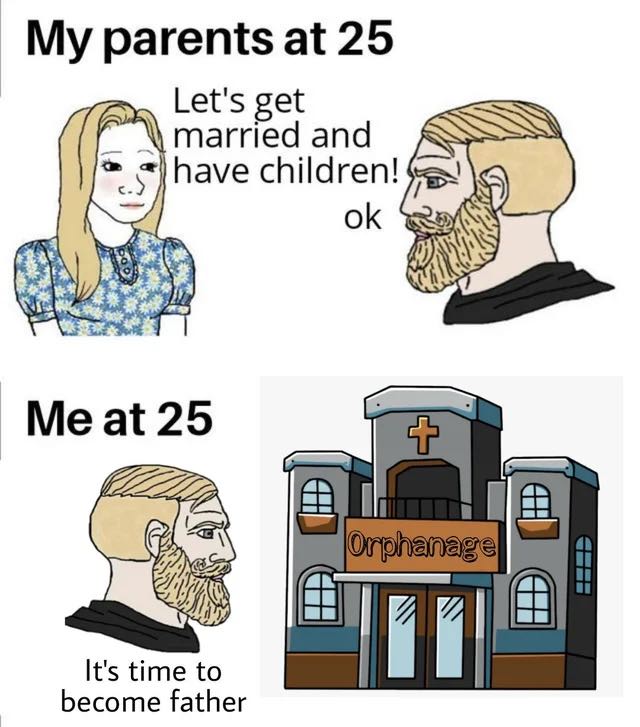 My parents at 25
Let's get
married and
have children!
ok
Me at 25
Orphanage
It's time to
become father